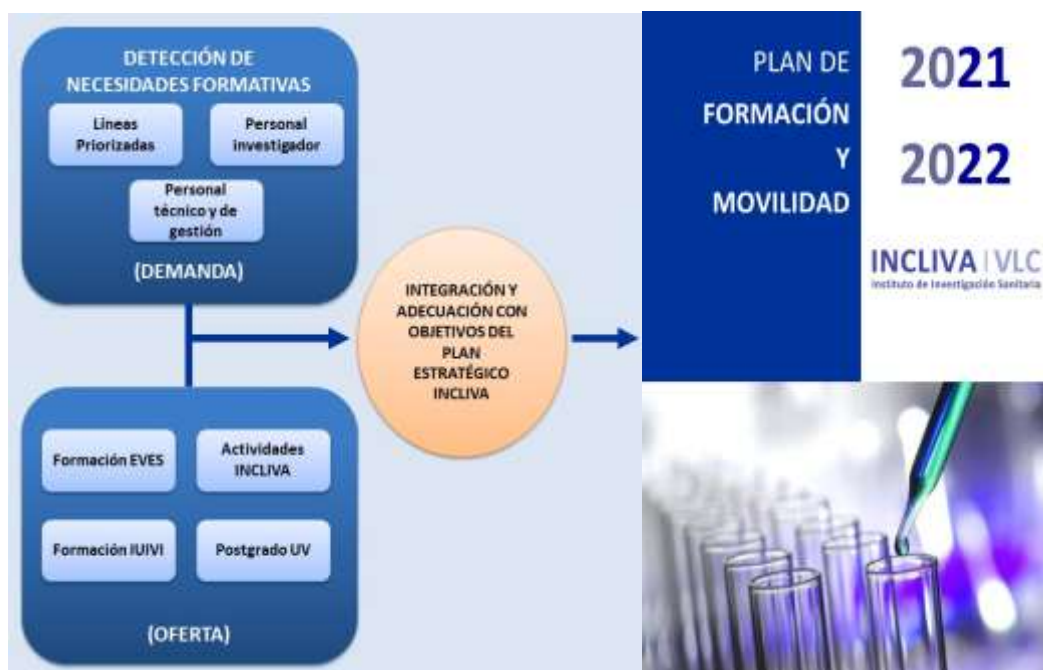 DETECCIÓN DE
NECESIDADES FORMATIVAS
Líneas
Priorizadas
Personal
investigador
Personal
técnico y de
gestión
(DEMANDA)
INTEGRACIÓN Y
ADECUACIÓN CON
OBJETIVOS DEL
PLAN
ESTRATÉGICO
INCLIVA
Formación EVES
Actividades
INCLIVA
Formación IUIVI
Postgrado UV
(OFERTA)
PLAN DE
FORMACIÓN
Y
MOVILIDAD
2021
2022
INCLIVA | VLC
Instituto de Investigación Sanitaria